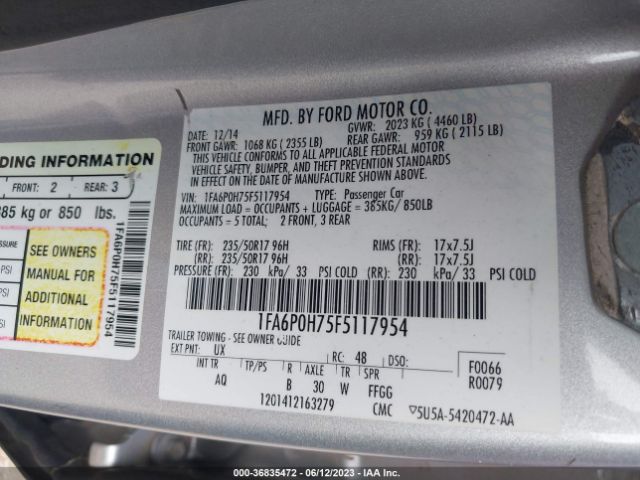 MFD. BY FORD MOTOR CO.
DATE: 12/14 GVWR: 2023 KG ( 4460 LB)
FRONT GAWR: 1068 KG ( 2355 LB) REAR GAWR: 959 KG ( 2115 LB)
THIS VEHICLE CONFORMS TO ALL APPLICABLE FEDERAL MOTOR
VEHICLE SAFETY, BUMPER, AND THEFT PREVENTION STANDARDS
IN EFFECT ON THE DATE OF MANUFACTURE SHOWN ABOVE.
VIN: 1FA6P0H75F5117954 TYPE: Passenger Car
MAXIMUM LOAD = OCCUPANTS + LUGGAGE = 385KG/ 850LB
OCCUPANTS = 5 TOTAL: 2 FRONT, 3 REAR
TIRE (FR): 235/50R17 96H RIMS (FR): 17x7.5J
(RR): 235/50R17 96H (RR): 17x7.5J
PRESSURE (FR): 230 kPa/ 33 PSI COLD (RR): 230 kPa/ 33 PSI COLD
1FA6P0H75F5117954
TRAILER TOWING - SEE OWNER GUIDE
EXT PNT: UX RC: 48 DSO: F0066
INT TR TP/PS R AXLE TR SPR R0079
AQ B 30 W FFGG
1201412163279 CMC 5U5A-5420472-AA
DING INFORMATION
FRONT: 2 REAR: 3
385 kg or 850 lbs.
SSURE
PSI
PSI
SEE OWNERS
MANUAL FOR
ADDITIONAL
INFORMATION
1FA6P0H75F5117954
000-36835472 - 06/12/2023 - IAA Inc.